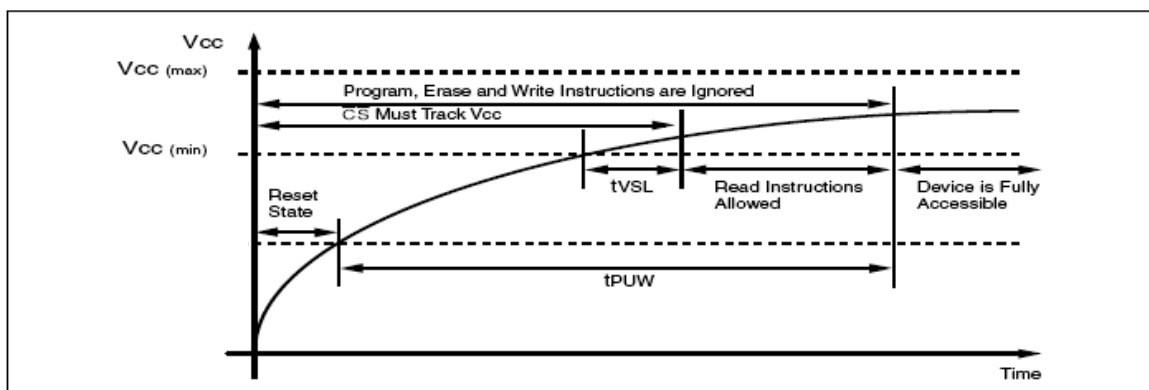 Vcc
Vcc (max)
Program, Erase and Write Instructions are Ignored
CS Must Track Vcc
Vcc (min)
tVSL
Read Instructions
Allowed
Device is Fully
Accessible
Reset
State
tPUW
Time